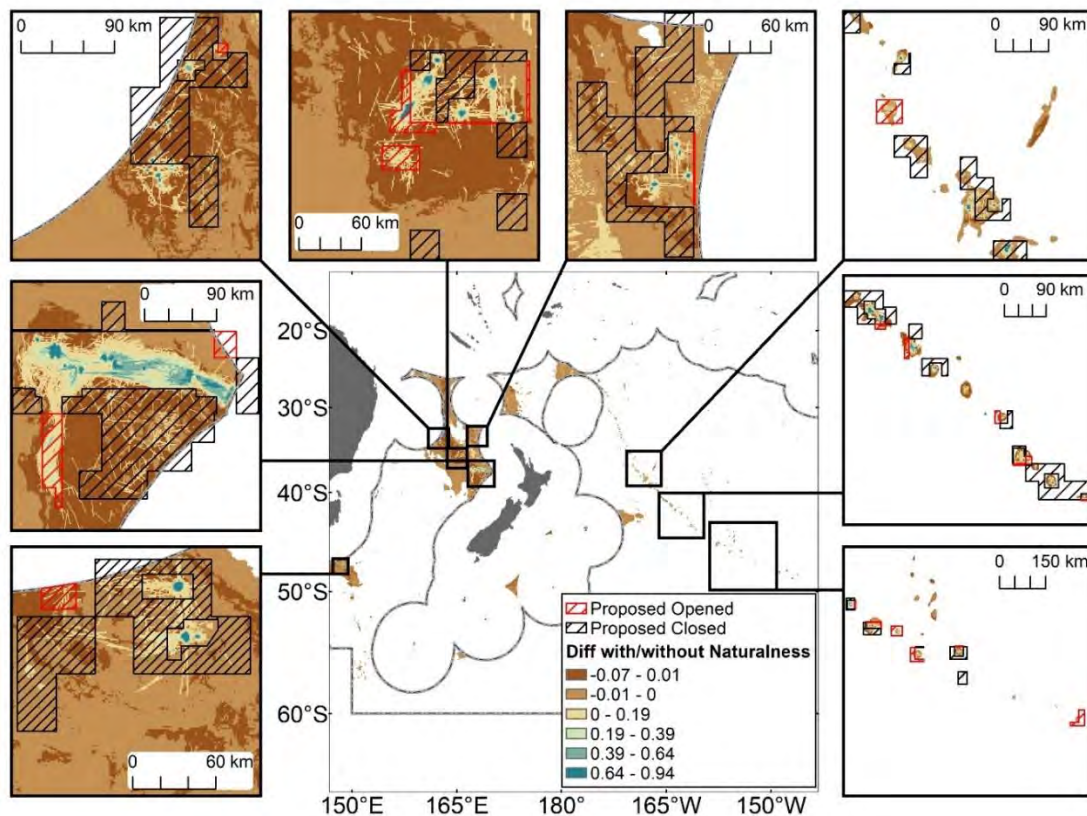 0 90 km
0 60 km
0 60 km
0 90 km
0 90 km
0 90 km
0 60 km
0 150 km
20°S
30°S
40°S
50°S
60°S
150°E 165°E 180° 165°W 150°W
Proposed Opened
Proposed Closed
Diff with/without Naturalness
-0.07 - 0.01
-0.01 - 0
0 - 0.19
0.19 - 0.39
0.39 - 0.64
0.64 - 0.94